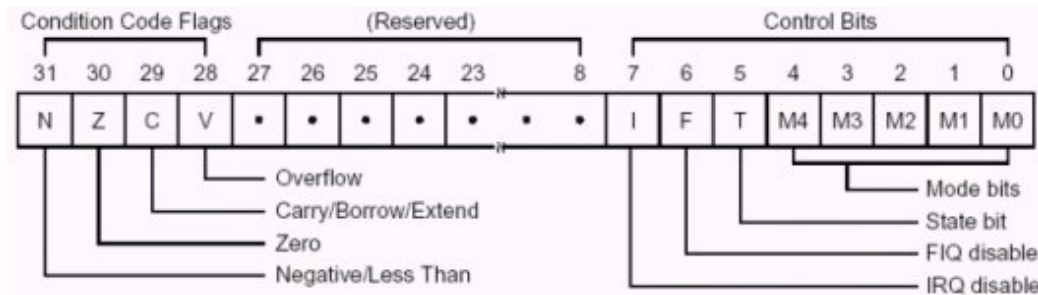 Condition Code Flags (Reserved) Control Bits
31 30 29 28 27 26 25 24 23 8 7 6 5 4 3 2 1 0
N Z C V • • • • • • • I F T M4 M3 M2 M1 M0
Overflow
Carry/Borrow/Extend
Zero
Negative/Less Than
Mode bits
State bit
FIQ disable
IRQ disable